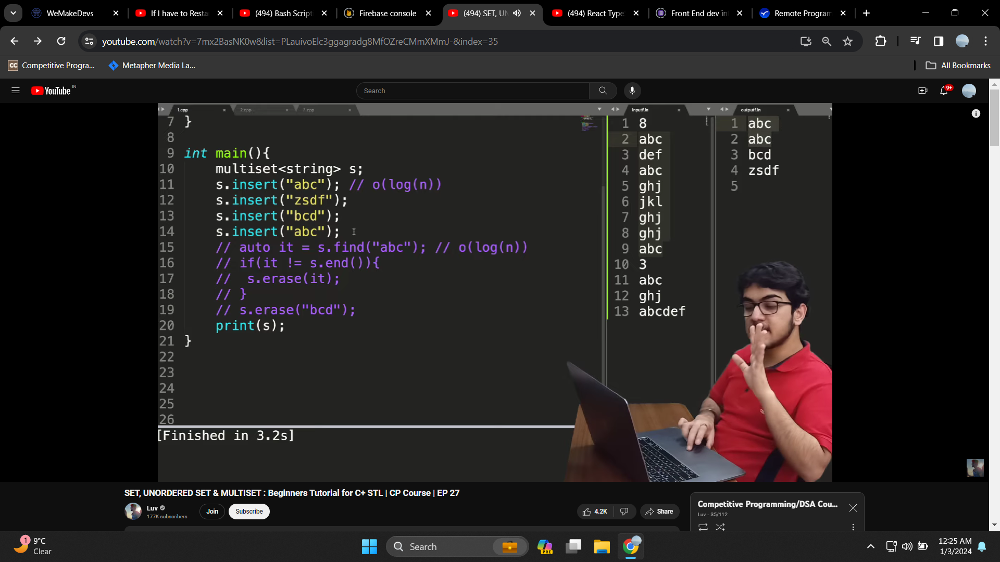 WeMakeDevs
If I have to Resta
(494) Bash Script
Firebase console
(494) SET, UN
(494) React Type
Front End dev in
Remote Program
youtube.com/watch?v=7mx2BasNK0w&list=PLauivoElc3ggagradg8MfOZreCMmXMmJ-&index=35
CC Competitive Progra...
Metapher Media La...
All Bookmarks
YouTube IN
Search
9+
1.cpp
2.cpp
3.cpp
inputf.in
outputf.in
7 }
8
9 int main(){
10 multiset<string> s;
11 s.insert("abc"); // o(log(n))
12 s.insert("zsdf");
13 s.insert("bcd");
14 s.insert("abc");
15 // auto it = s.find("abc"); // o(log(n))
16 // if(it != s.end()){
17 // s.erase(it);
18 // }
19 // s.erase("bcd");
20 print(s);
21 }
22
23
24
25
26
[Finished in 3.2s]
1 8
2 abc
3 def
4 abc
5 ghj
6 jkl
7 ghj
8 ghj
9 abc
10 3
11 abc
12 ghj
13 abcdef
1 abc
2 abc
3 bcd
4 zsdf
5
SET, UNORDERED SET & MULTISET : Beginners Tutorial for C+ STL | CP Course | EP 27
Luv
177K subscribers
Join
Subscribe
4.2K
Share
Competitive Programming/DSA Cou...
Luv - 35/112
1
9°C
Clear
Search
PRE
12:25 AM
1/3/2024